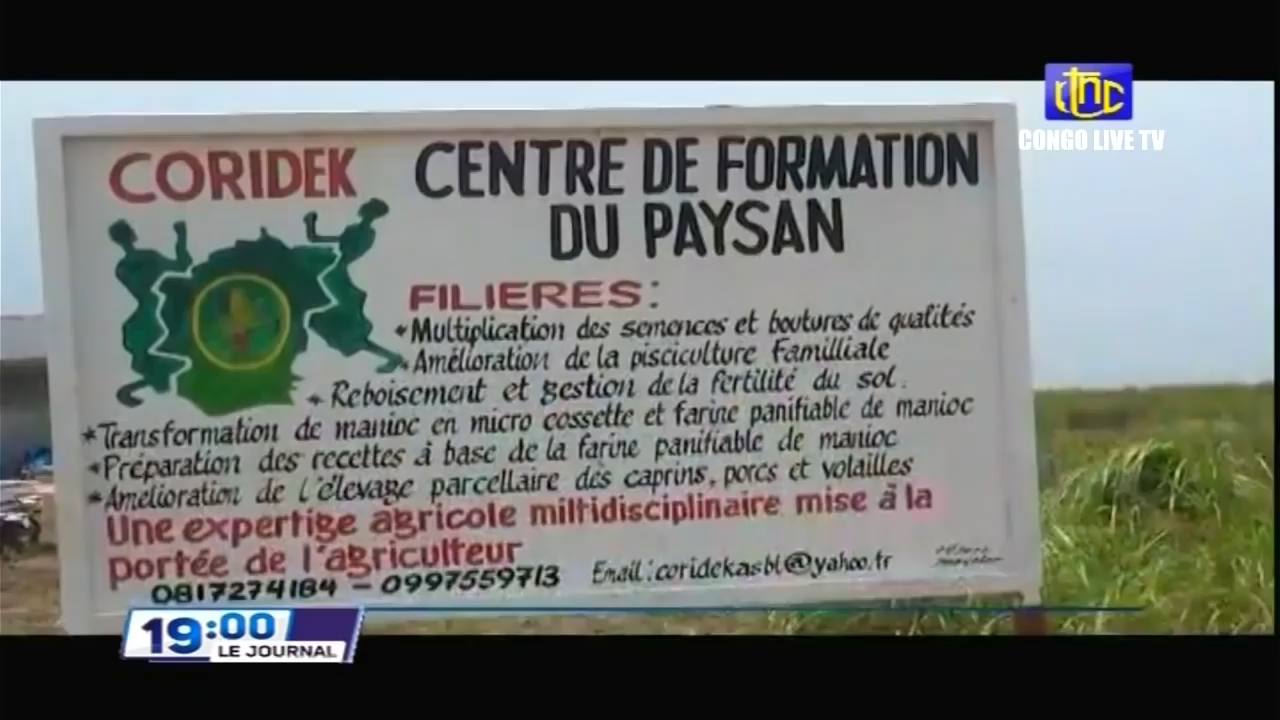 rtnc
CONGO LIVE TV
CORIDEK
CENTRE DE FORMATION
DU PAYSAN
FILIERES:
*Multiplication des semences et boutures de qualités
*Amélioration de la pisciculture Familliale
*Reboisement et gestion de la fertilité du sol.
*Transformation de manioc en micro cossette et farine panifiable de manioc
*Préparation des recettes à base de la farine panifiable de manioc
*Amelioration de l'élevage parcellaire des caprins, porcs et volailles
Une expertige agricole miltidisciplinaire mise à la
portée de l'agriculteur
0817274184 - 0997559713
Email:coridekasbl@yahoo.fr
19:00
LE JOURNAL